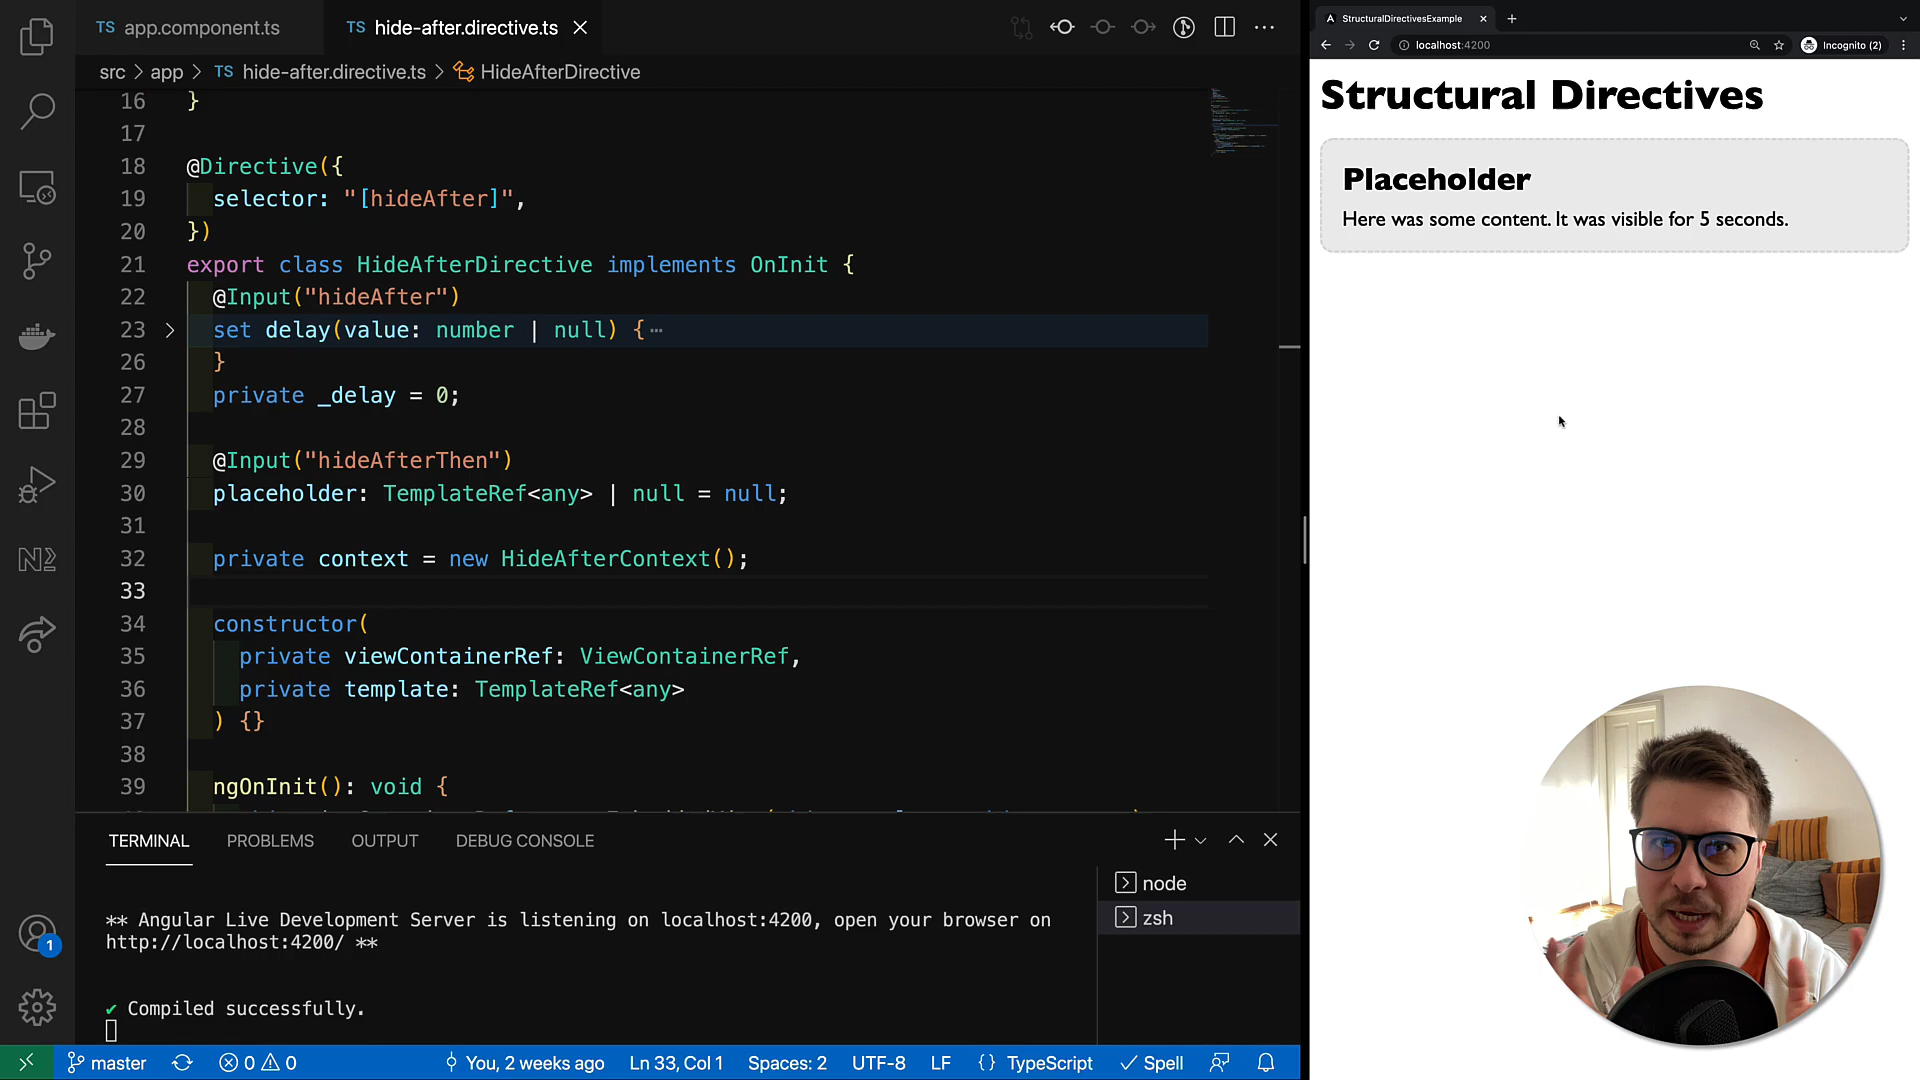 TS app.component.ts
TS hide-after.directive.ts
src > app > TS hide-after.directive.ts > HideAfterDirective
16 }
17
18 @Directive({
19 selector: "[hideAfter]",
20 })
21 export class HideAfterDirective implements OnInit {
22 @Input("hideAfter")
23 set delay(value: number | null) { ⋯
26 }
27 private _delay = 0;
28
29 @Input("hideAfterThen")
30 placeholder: TemplateRef<any> | null = null;
31
32 private context = new HideAfterContext();
33
34 constructor(
35 private viewContainerRef: ViewContainerRef,
36 private template: TemplateRef<any>
37 ) {}
38
39 ngOnInit(): void {
TERMINAL PROBLEMS OUTPUT DEBUG CONSOLE
** Angular Live Development Server is listening on localhost:4200, open your browser on
http://localhost:4200/ **
✔ Compiled successfully.
node
zsh
1
master 0 0 You, 2 weeks ago Ln 33, Col 1 Spaces: 2 UTF-8 LF {} TypeScript Spell
StructuralDirectivesExample
localhost:4200
Incognito (2)
Structural Directives
Placeholder
Here was some content. It was visible for 5 seconds.